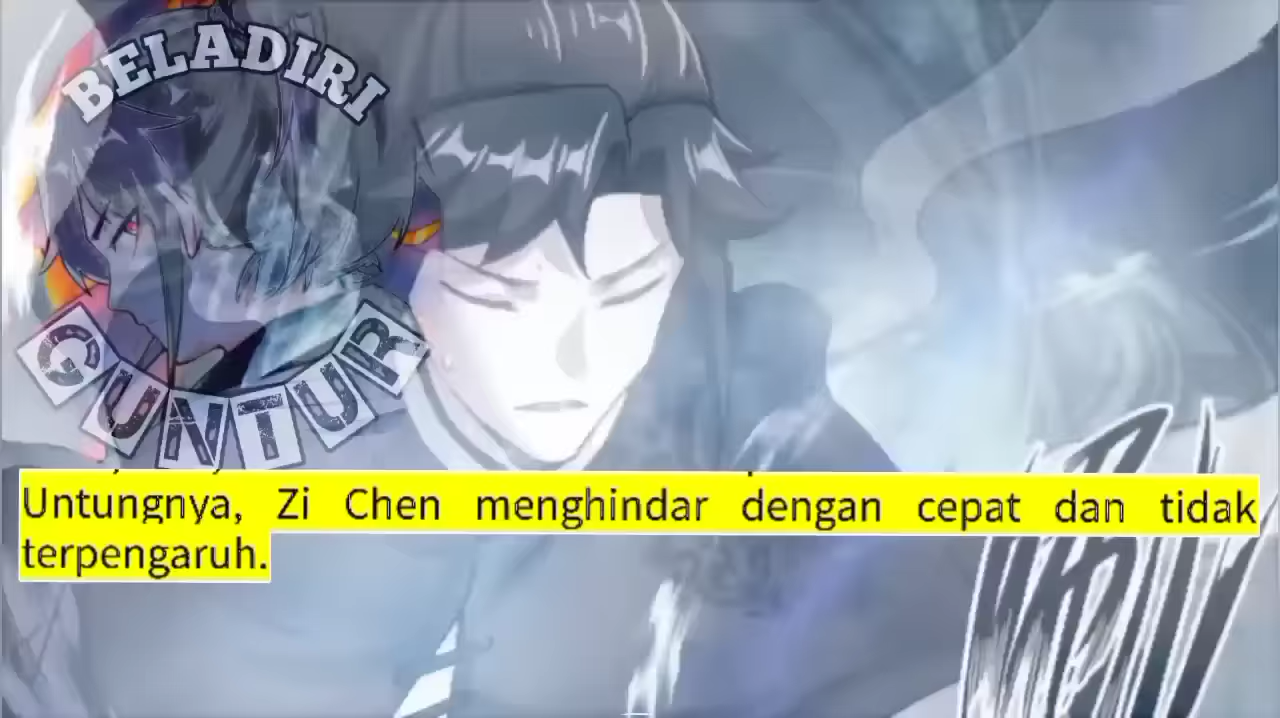 BELADIRI
GUNTUR
Untungnya, Zi Chen menghindar dengan cepat dan tidak
terpengaruh.